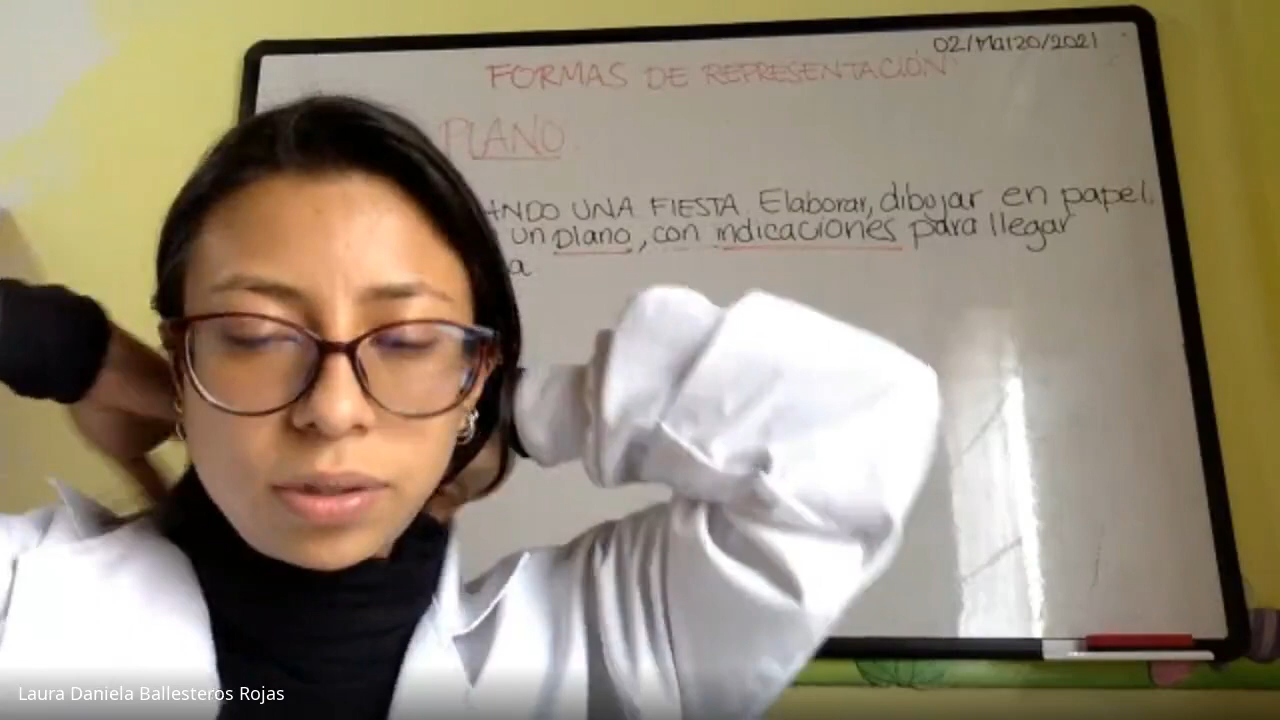 02/Marzo/2021
FORMAS DE REPRESENTACIÓN
PLANO.
ANDO UNA FIESTA. Elaborar, dibujar en papel.
un plano, con indicaciones para llegar
a
Laura Daniela Ballesteros Rojas